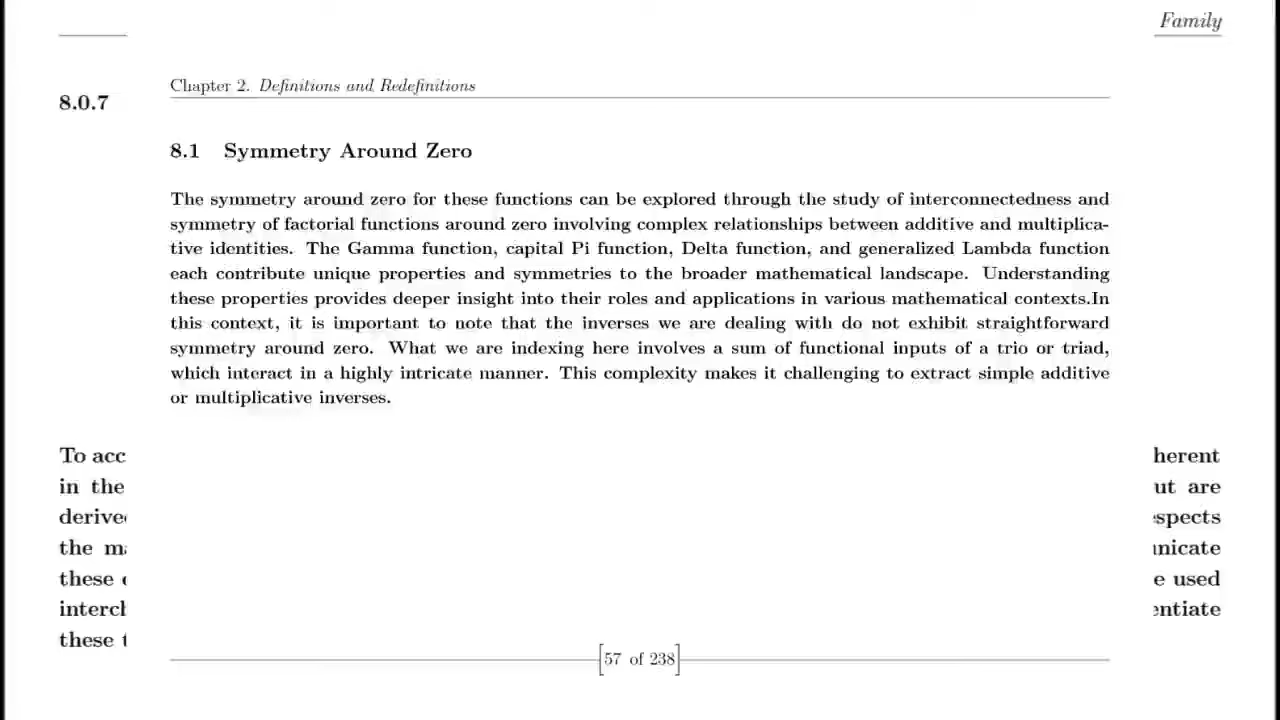 Family
Chapter 2. Definitions and Redefinitions
8.0.7
8.1 Symmetry Around Zero
The symmetry around zero for these functions can be explored through the study of interconnectedness and
symmetry of factorial functions around zero involving complex relationships between additive and multiplica-
tive identities. The Gamma function, capital Pi function, Delta function, and generalized Lambda function
each contribute unique properties and symmetries to the broader mathematical landscape. Understanding
these properties provides deeper insight into their roles and applications in various mathematical contexts.In
this context, it is important to note that the inverses we are dealing with do not exhibit straightforward
symmetry around zero. What we are indexing here involves a sum of functional inputs of a trio or triad,
which interact in a highly intricate manner. This complexity makes it challenging to extract simple additive
or multiplicative inverses.
To acc herent
in the ut are
derive spects
the m nicate
these e used
interc entiate
these t
[57 of 238]